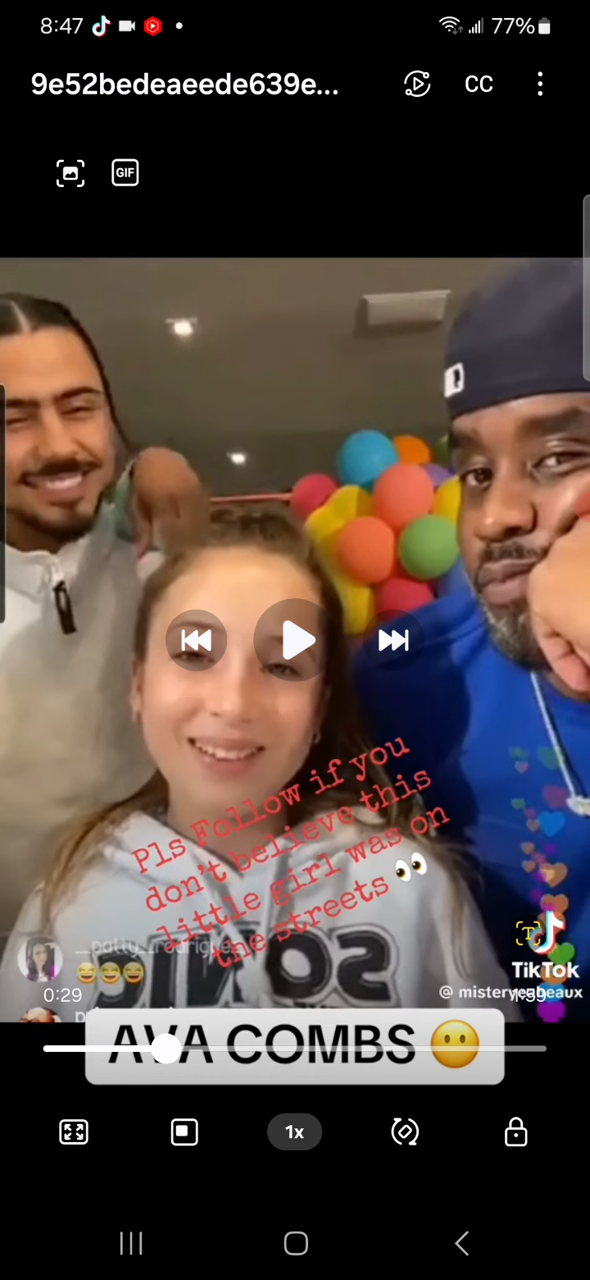 8:47
77%
9e52bedeaeede639e...
CC
GIF
Pls Follow if you
don't believe this
little girl was on
the streets 👀
😂😂😂
TikTok
0:29
1:59
AVA COMBS 😶
1x